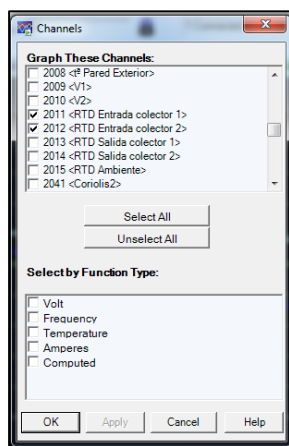 Channels
Graph These Channels:
2008 <tª Pared Exterior>
2009 <V1>
2010 <V2>
2011 <RTD Entrada colector 1>
2012 <RTD Entrada colector 2>
2013 <RTD Salida colector 1>
2014 <RTD Salida colector 2>
2015 <RTD Ambiente>
2041 <Coriolis2>
Select All
Unselect All
Select by Function Type:
Volt
Frequency
Temperature
Amperes
Computed
OK Apply Cancel Help